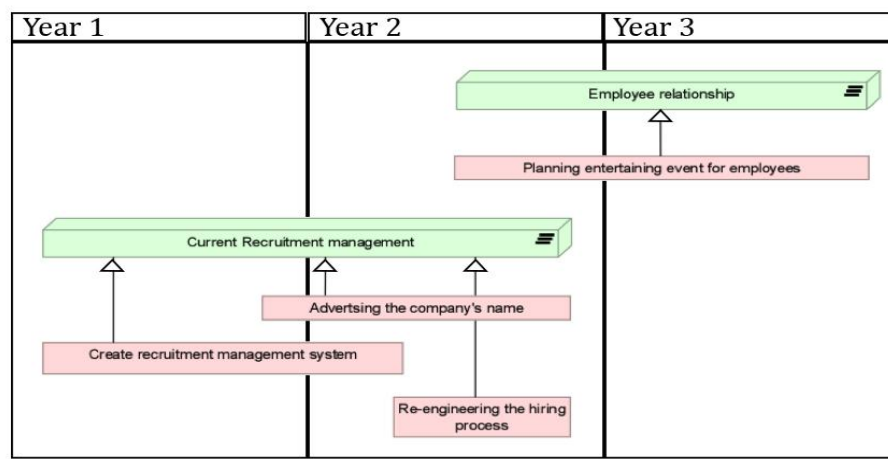 Year 1
Year 2
Year 3
Employee relationship
Planning entertaining event for employees
Current Recruitment management
Advertsing the company's name
Create recruitment management system
Re-engineering the hiring
process